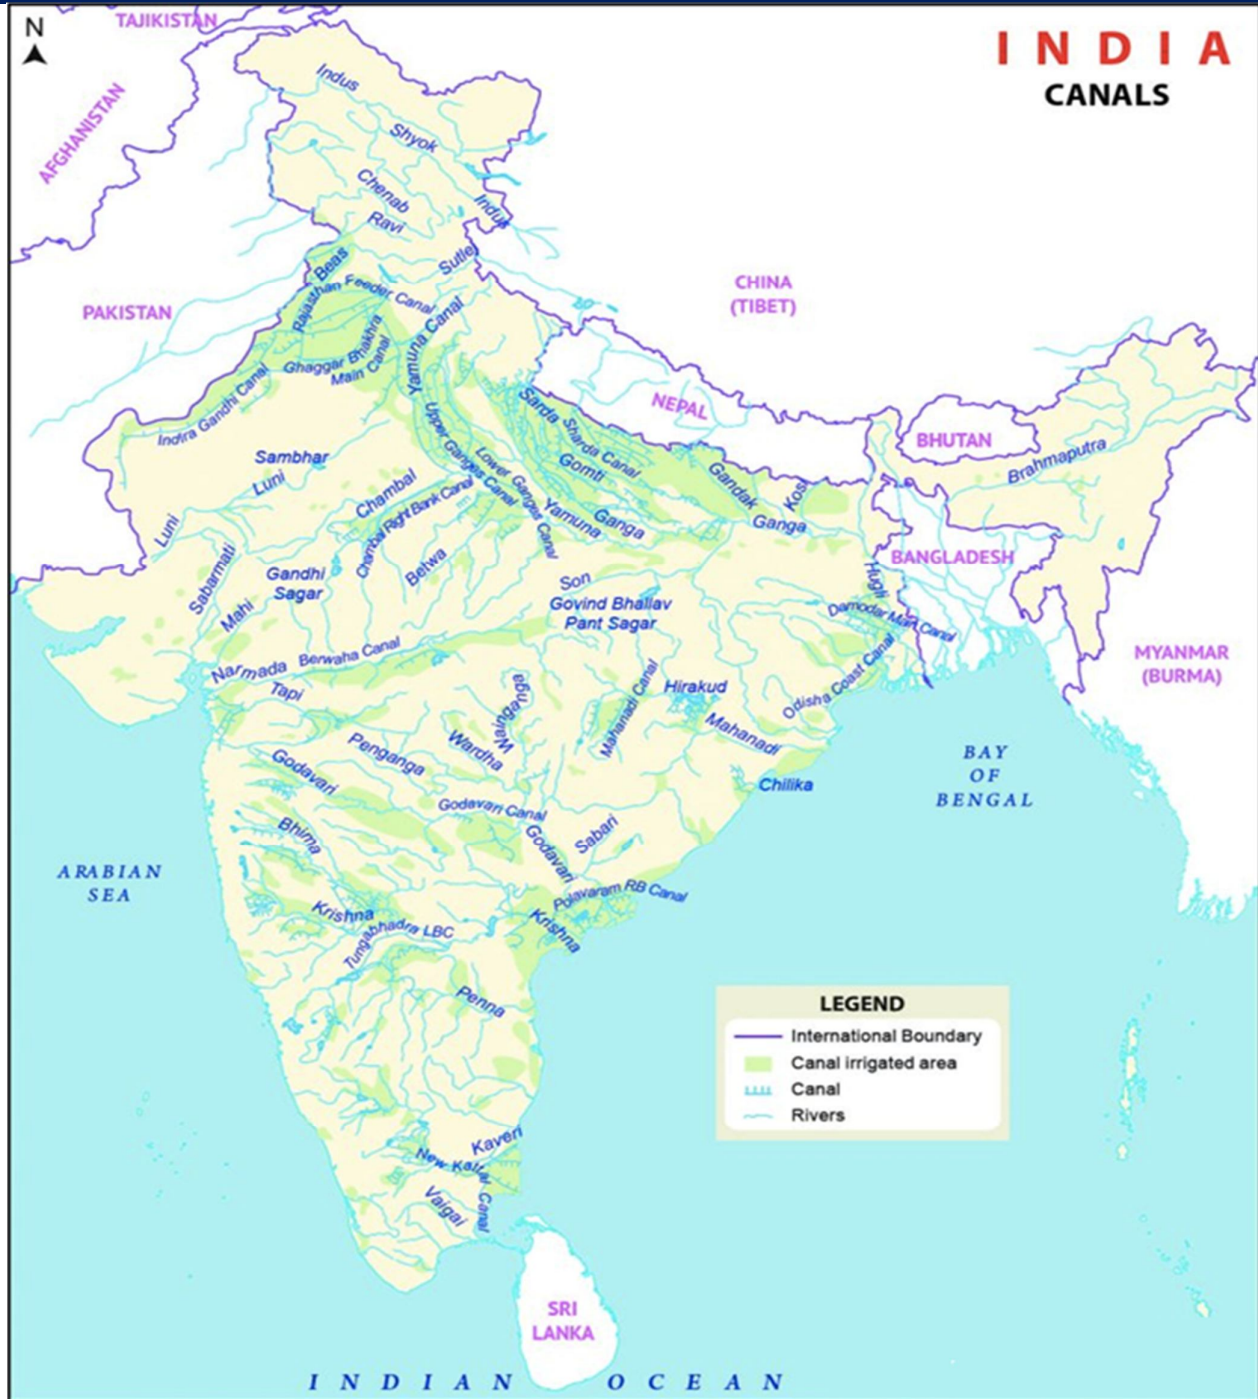 N
TAJIKISTAN
INDIA
CANALS
AFGHANISTAN
Indus
Shyok
Chenab
Indus
Ravi
Beas
Sutlej
CHINA
(TIBET)
PAKISTAN
Rajasthan Feeder Canal
Yamuna Canal
Ghaggar Bhakhra
Main Canal
Indira Gandhi Canal
NEPAL
Sarda
Sharda Canal
Upper Ganges Canal
Lower Ganges Canal
BHUTAN
Brahmaputra
Sambhar
Luni
Gomti
Gandak
Kosi
Chambal
Chambal Right Bank Canal
Luni
Yamuna
Ganga
Ganga
BANGLADESH
Betwa
Sabarmati
Mahi
Gandhi
Sagar
Son
Govind Bhallav
Pant Sagar
Hugli
Damodar Main Canal
MYANMAR
(BURMA)
Narmada
Berwaha Canal
Tapi
Wainganga
Mahanadi Canal
Hirakud
Odisha Coast Canal
Mahanadi
Godavari
Penganga
Wardha
BAY
OF
BENGAL
Chilika
Godavari Canal
Bhima
Godavari
Sabari
ARABIAN
SEA
Polavaram RB Canal
Krishna
Krishna
Tungabhadra LBC
Penna
LEGEND
International Boundary
Canal irrigated area
Canal
Rivers
Kaveri
New Kattal Canal
Vaigai
SRI
LANKA
INDIAN OCEAN